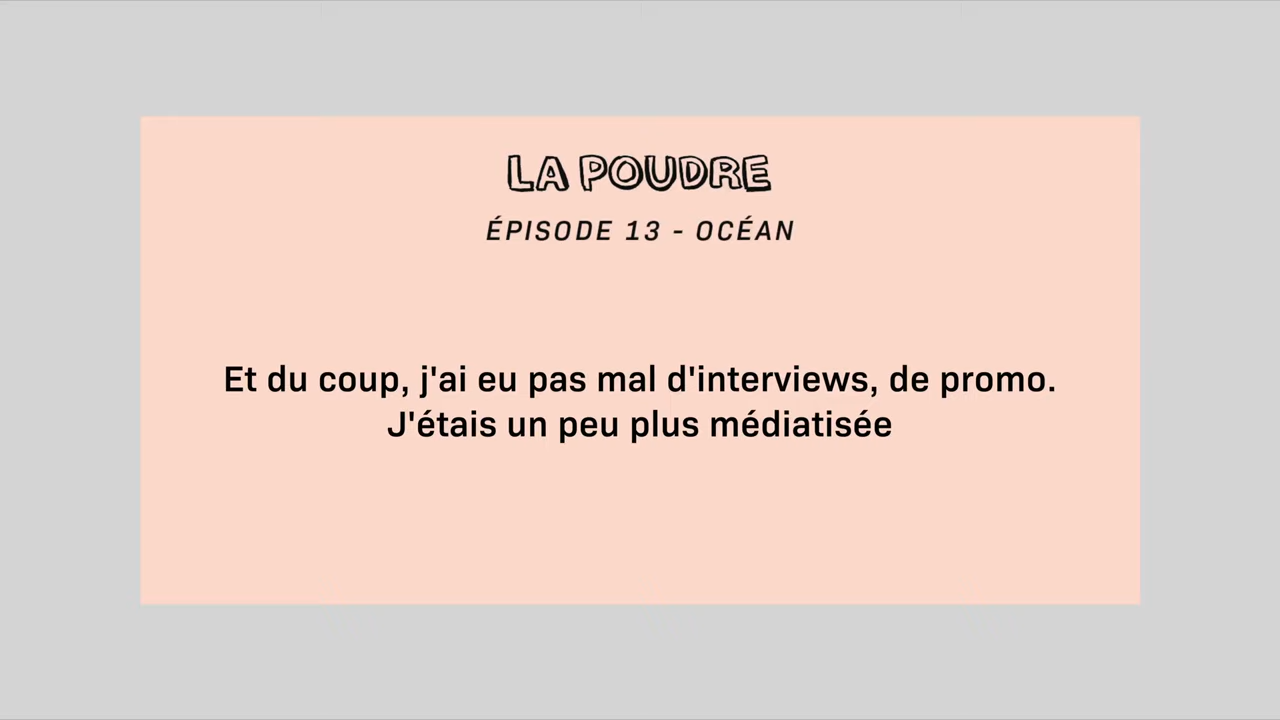 LA POUDRE
ÉPISODE 13 - OCÉAN
Et du coup, j'ai eu pas mal d'interviews, de promo.
J'étais un peu plus médiatisée